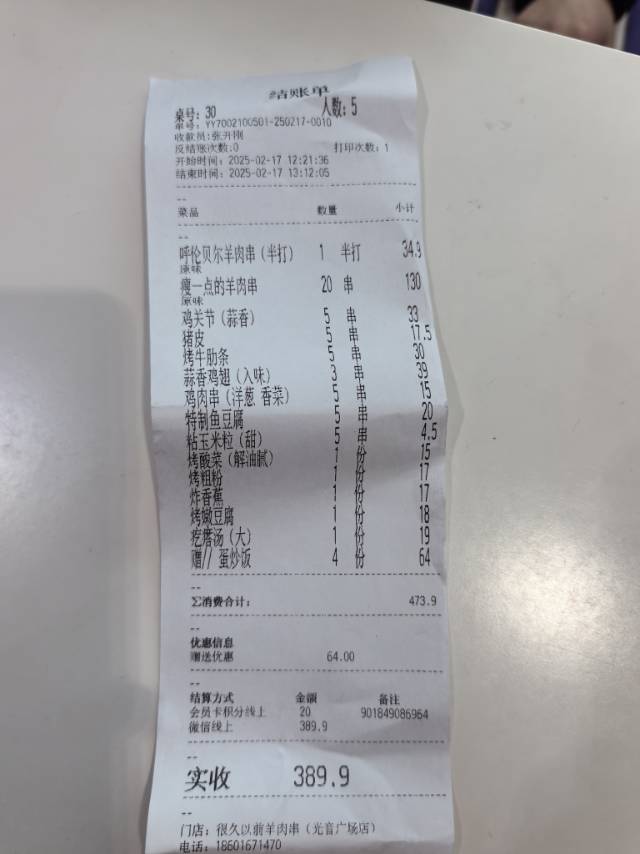 结账单
桌号: 30 人数: 5
单号: YY7002100501-250217-0010
收款员:张升刚
反结账次数:0 打印次数: 1
开始时间: 2025-02-17 12:21:36
结束时间: 2025-02-17 13:12:05
--
菜品 数量 小计
--
呼伦贝尔羊肉串（半打） 1 半打 34.9
原味
瘦一点的羊肉串 20 串 130
原味
鸡关节（蒜香） 5 串 33
猪皮 5 串 17.5
烤牛肋条 5 串 30
蒜香鸡翅（入味） 3 串 39
鸡肉串（洋葱 香菜） 5 串 15
特制鱼豆腐 5 串 20
粘玉米粒（甜） 5 串 4.5
烤酸菜（解油腻） 1 份 15
烤粗粉 1 份 17
炸香蕉 1 份 17
烤嫩豆腐 1 份 18
疙瘩汤（大） 1 份 19
赠// 蛋炒饭 4 份 64
--
Σ消费合计: 473.9
--
优惠信息
赠送优惠 64.00
--
结算方式 金额 备注
会员卡积分线上 20 901849086964
微信线上 389.9
--
实收 389.9
--
门店: 很久以前羊肉串（光音广场店）
电话: 18601671470